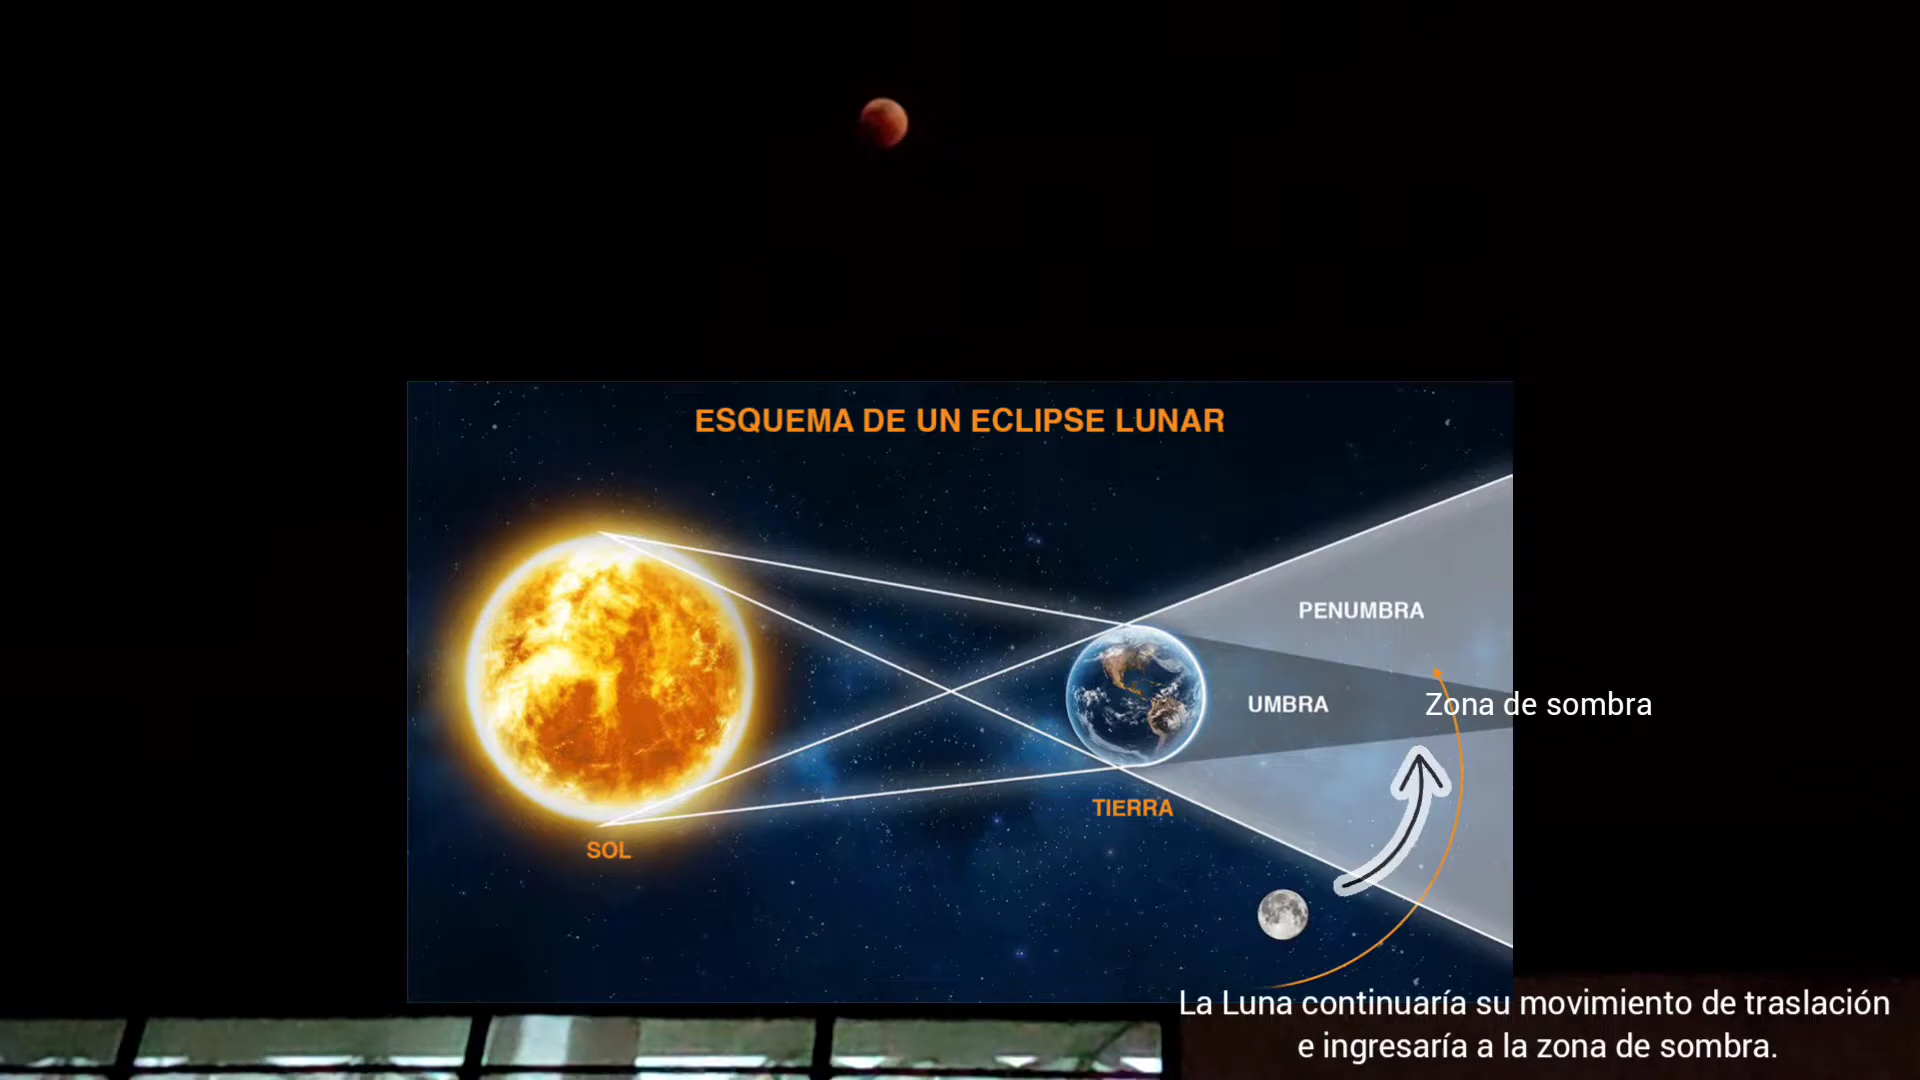 ESQUEMA DE UN ECLIPSE LUNAR
PENUMBRA
UMBRA
Zona de sombra
TIERRA
SOL
La Luna continuaría su movimiento de traslación
e ingresaría a la zona de sombra.